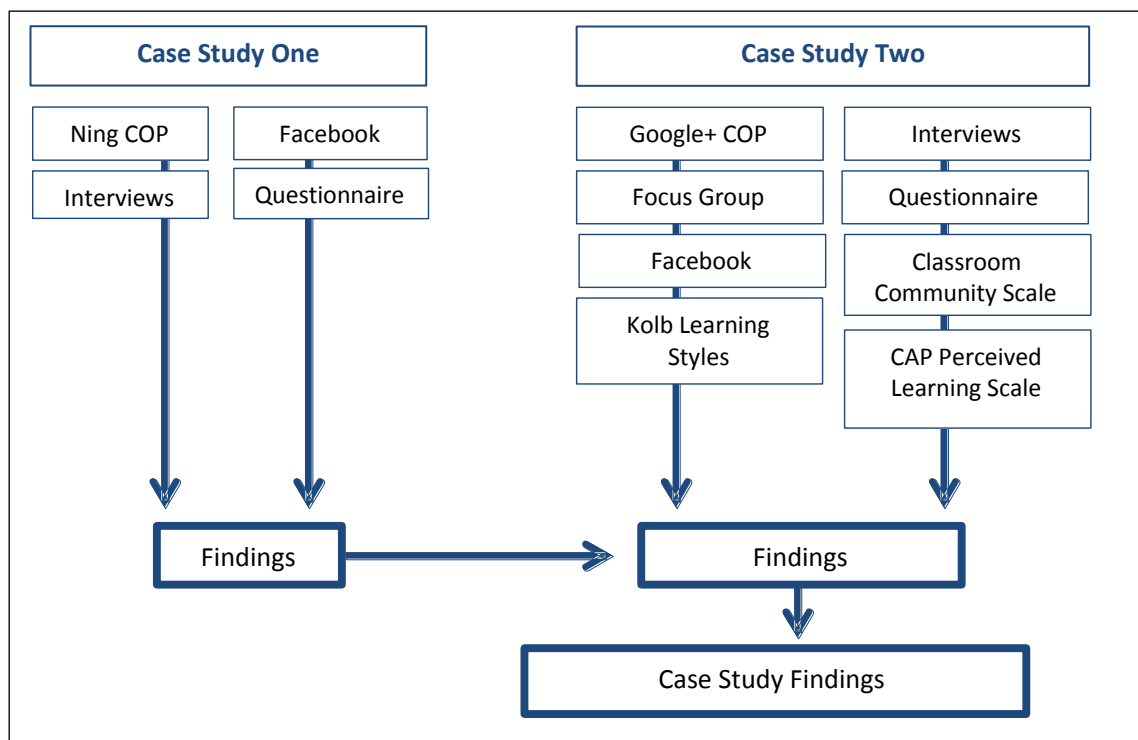 Case Study One
Ning COP
Facebook
Interviews
Questionnaire
Case Study Two
Google+ COP
Interviews
Focus Group
Questionnaire
Facebook
Classroom
Community Scale
Kolb Learning
Styles
CAP Perceived
Learning Scale
Findings
Findings
Case Study Findings